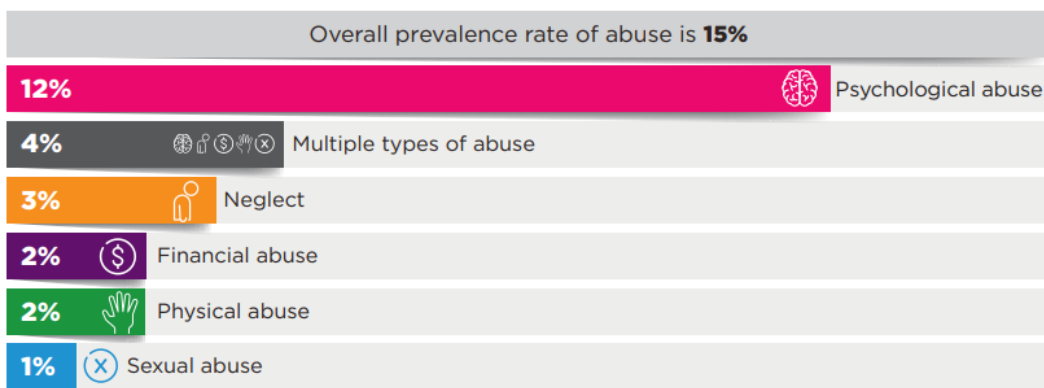 Overall prevalence rate of abuse is 15%
12% Psychological abuse
4% Multiple types of abuse
3% Neglect
2% Financial abuse
2% Physical abuse
1% Sexual abuse